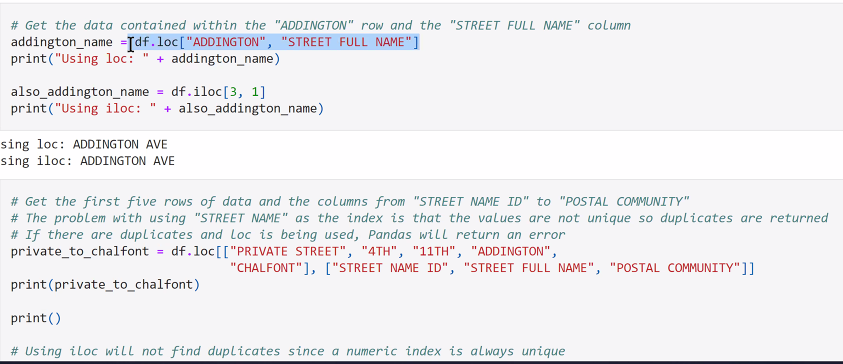 # Get the data contained within the "ADDINGTON" row and the "STREET FULL NAME" column
addington_name = df.loc["ADDINGTON", "STREET FULL NAME"]
print("Using loc: " + addington_name)
also_addington_name = df.iloc[3, 1]
print("Using iloc: " + also_addington_name)
sing loc: ADDINGTON AVE
sing iloc: ADDINGTON AVE
# Get the first five rows of data and the columns from "STREET NAME ID" to "POSTAL COMMUNITY"
# The problem with using "STREET NAME" as the index is that the values are not unique so duplicates are returned
# If there are duplicates and loc is being used, Pandas will return an error
private_to_chalfont = df.loc[["PRIVATE STREET", "4TH", "11TH", "ADDINGTON",
"CHALFONT"], ["STREET NAME ID", "STREET FULL NAME", "POSTAL COMMUNITY"]]
print(private_to_chalfont)
print()
# Using iloc will not find duplicates since a numeric index is always unique